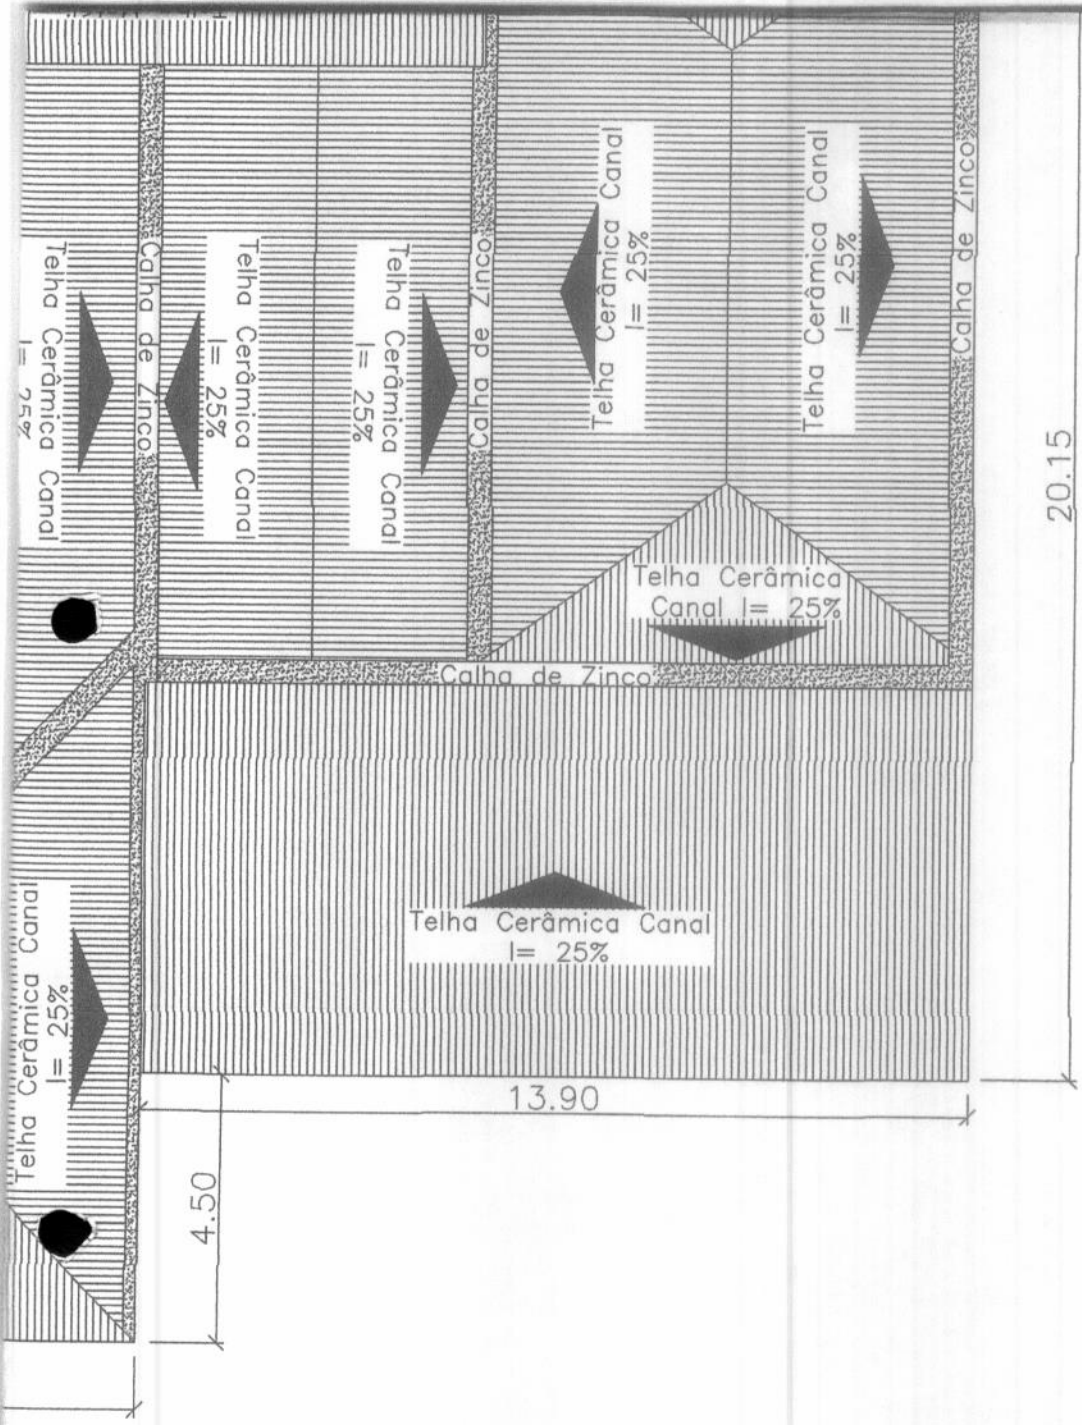 Telha Cerâmica Canal
I= 25%
Calha de Zinco
Telha Cerâmica Canal
I= 25%
Telha Cerâmica Canal
I= 25%
Calha de Zinco
Telha Cerâmica Canal
I= 25%
Telha Cerâmica Canal
I= 25%
Calha de Zinco
20.15
Telha Cerâmica
Canal I= 25%
Calha de Zinco
Telha Cerâmica Canal
I= 25%
Telha Cerâmica Canal
I= 25%
13.90
4.50